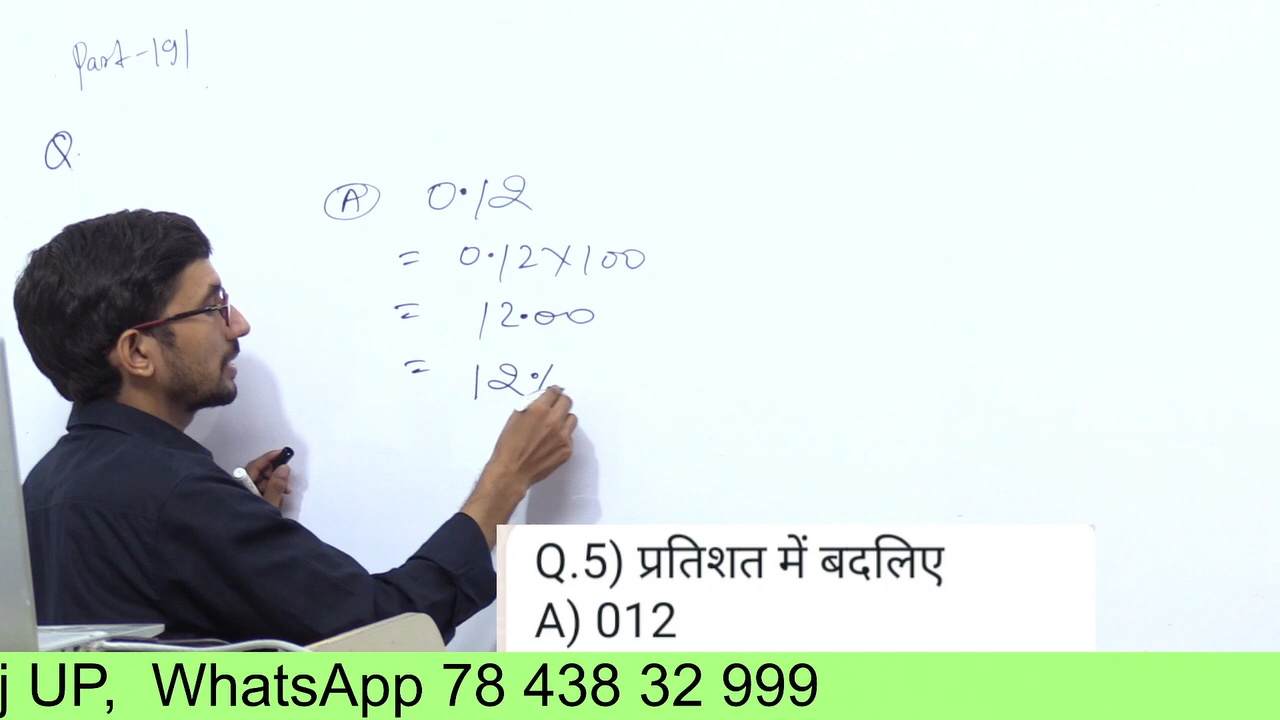 Part-191
Q.
A 0.12
= 0.12×100
= 12.00
= 12%
Q.5) प्रतिशत में बदलिए
A) 012
j UP, WhatsApp 78 438 32 999